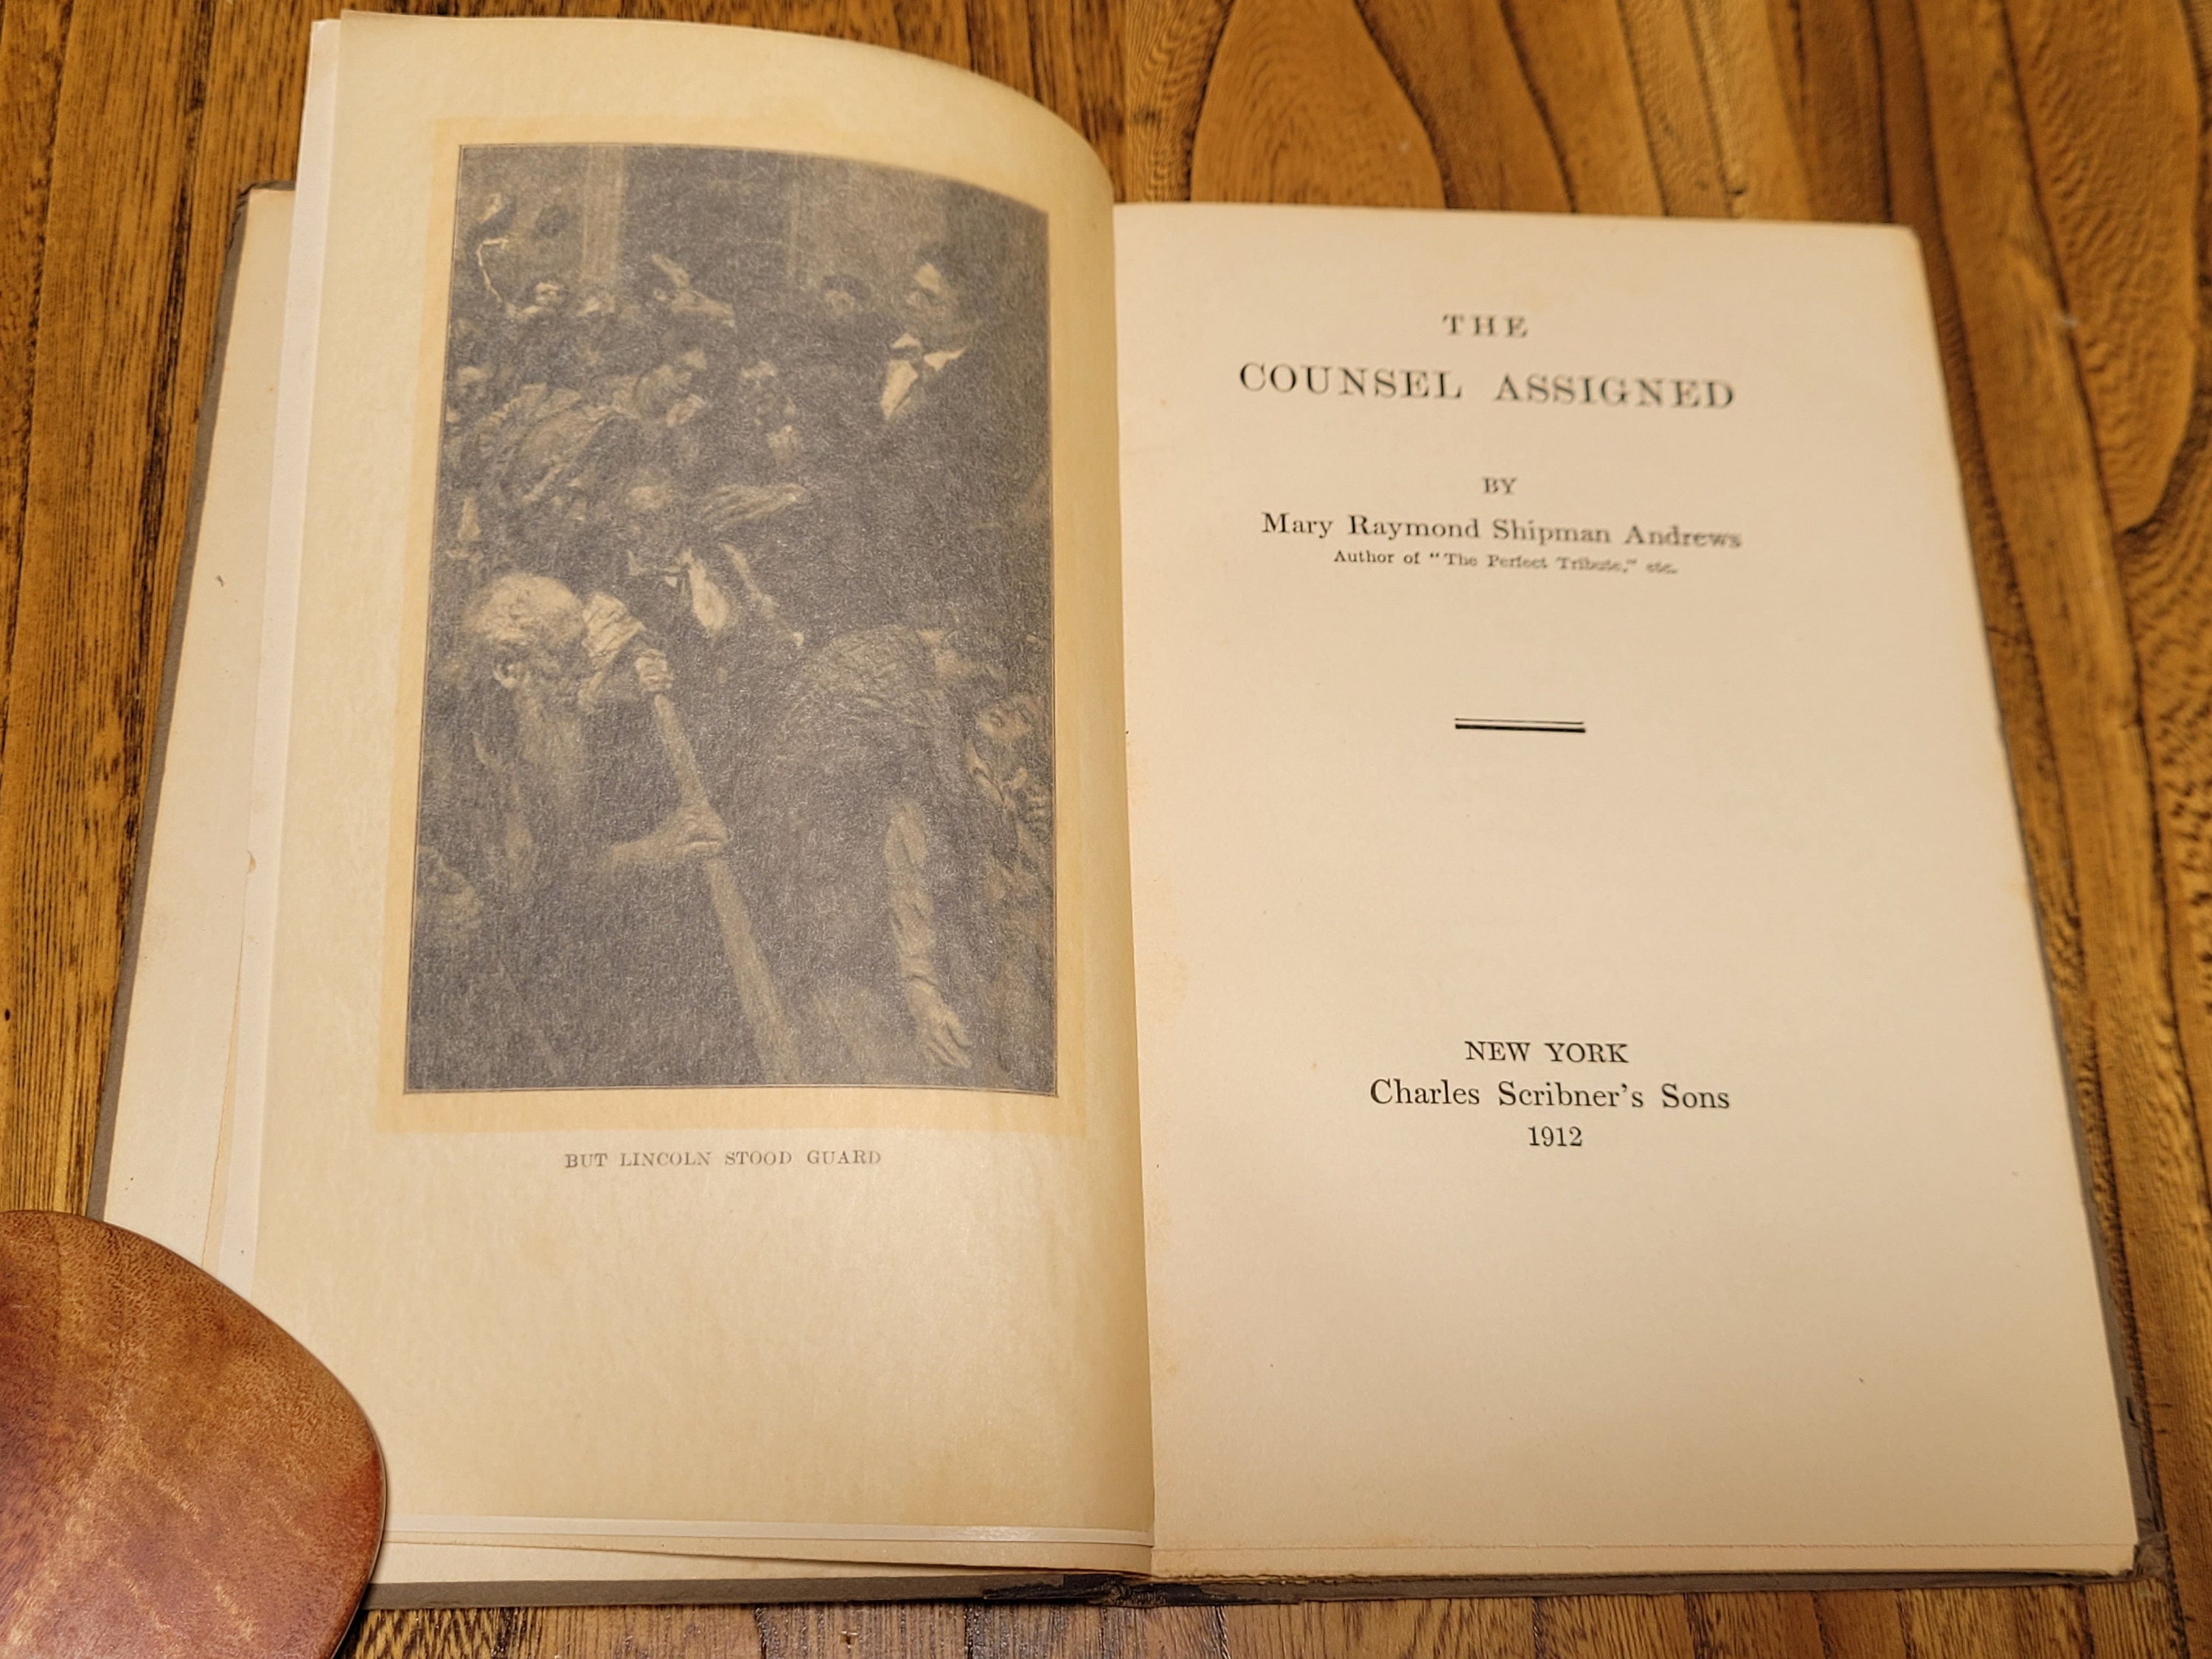 BUT LINCOLN STOOD GUARD
THE
COUNSEL ASSIGNED
BY
Mary Raymond Shipman Andrews
Author of "The Perfect Tribute," etc.
NEW YORK
Charles Scribner's Sons
1912